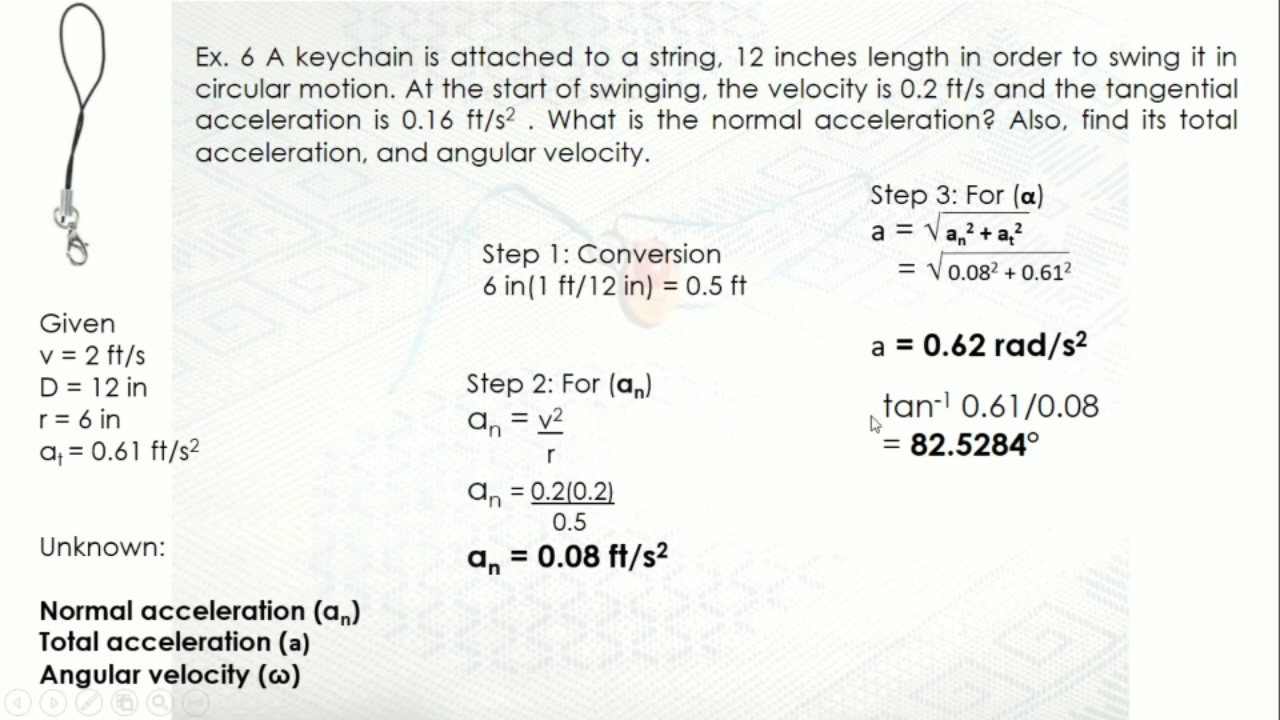 Ex. 6 A keychain is attached to a string, 12 inches length in order to swing it in
circular motion. At the start of swinging, the velocity is 0.2 ft/s and the tangential
acceleration is 0.16 ft/s² . What is the normal acceleration? Also, find its total
acceleration, and angular velocity.
Given
v = 2 ft/s
D = 12 in
r = 6 in
aₜ = 0.61 ft/s²
Unknown:
Normal acceleration (aₙ)
Total acceleration (a)
Angular velocity (ω)
Step 1: Conversion
6 in(1 ft/12 in) = 0.5 ft
Step 2: For (aₙ)
aₙ = v²
r
aₙ = 0.2(0.2)
0.5
aₙ = 0.08 ft/s²
Step 3: For (α)
a = √aₙ² + aₜ²
= √0.08² + 0.61²
a = 0.62 rad/s²
tan⁻¹ 0.61/0.08
= 82.5284°